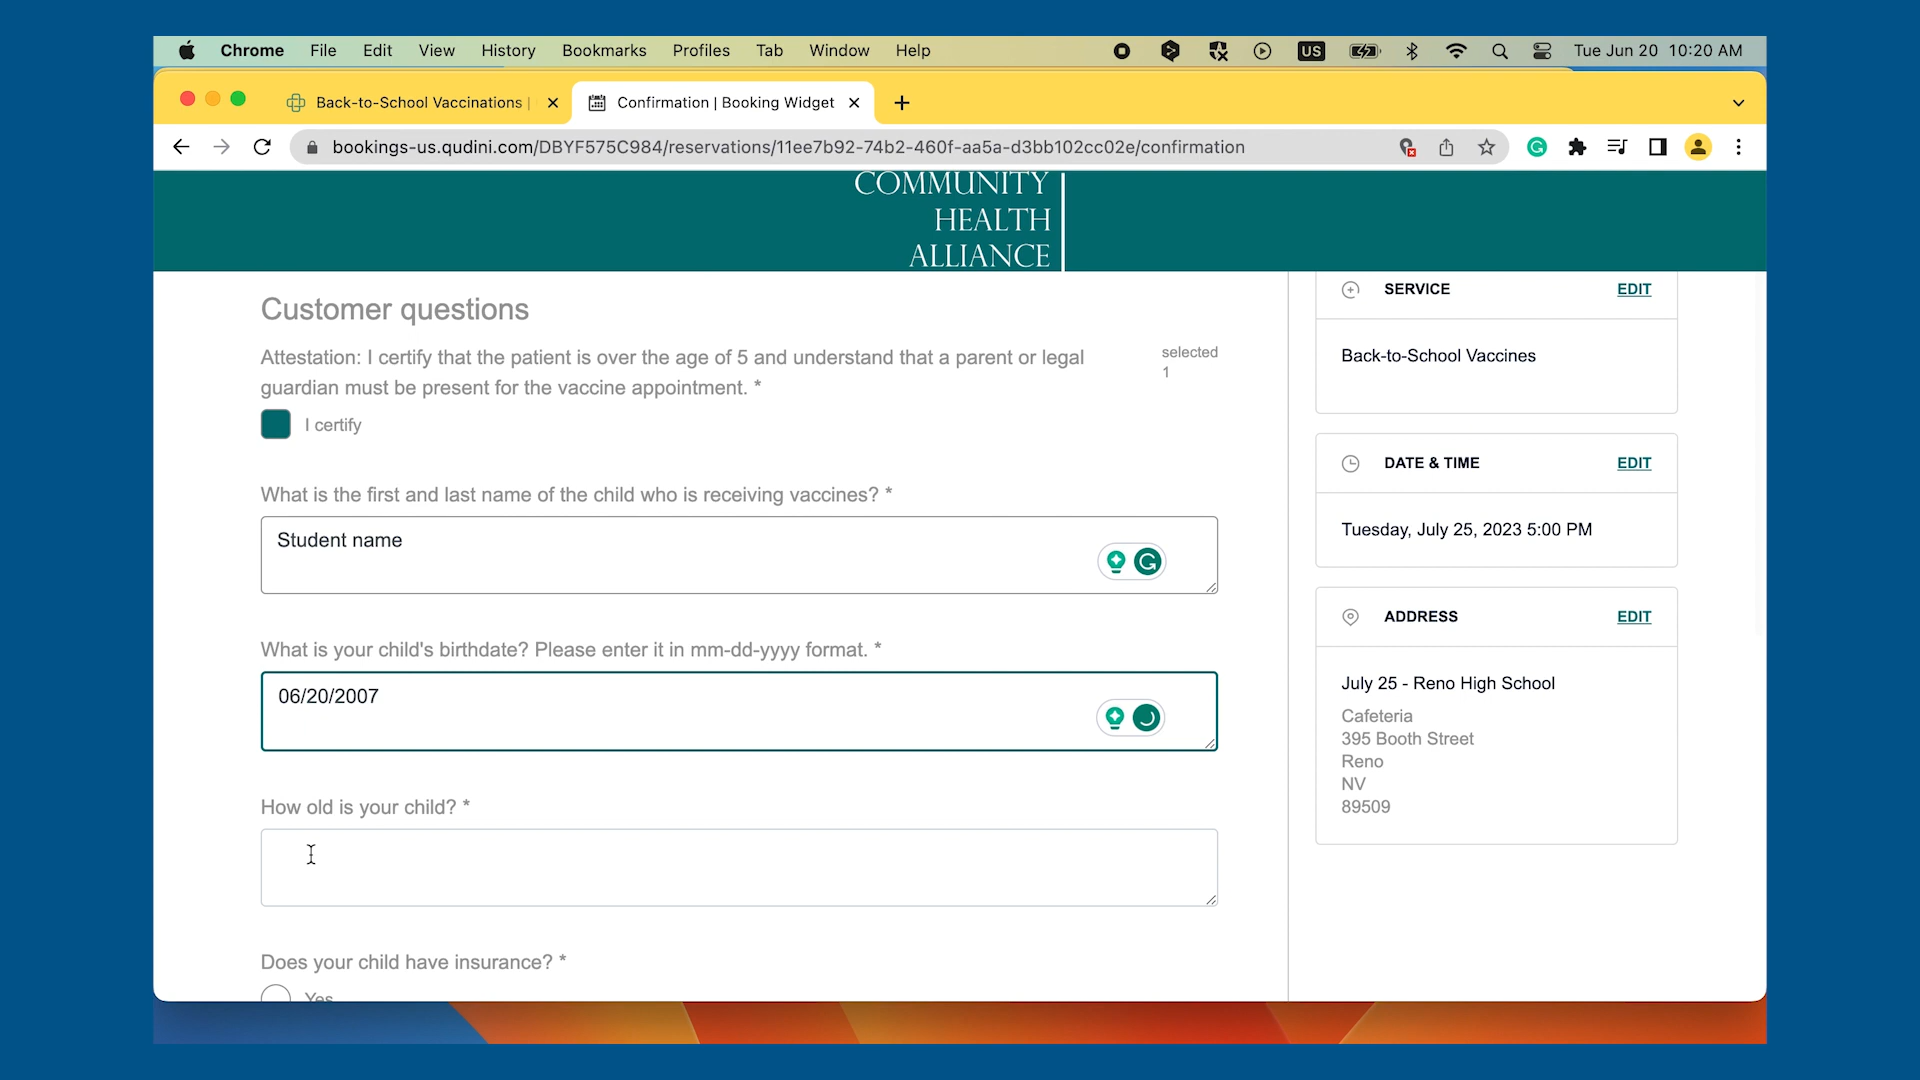 Chrome File Edit View History Bookmarks Profiles Tab Window Help US Tue Jun 20 10:20 AM
Back-to-School Vaccinations | Confirmation | Booking Widget
bookings-us.qudini.com/DBYF575C984/reservations/11ee7b92-74b2-460f-aa5a-d3bb102cc02e/confirmation
COMMUNITY
HEALTH
ALLIANCE
Customer questions
Attestation: I certify that the patient is over the age of 5 and understand that a parent or legal
guardian must be present for the vaccine appointment. *
selected
1
I certify
What is the first and last name of the child who is receiving vaccines? *
Student name
What is your child's birthdate? Please enter it in mm-dd-yyyy format. *
06/20/2007
How old is your child? *
Does your child have insurance? *
Yes
SERVICE EDIT
Back-to-School Vaccines
DATE & TIME EDIT
Tuesday, July 25, 2023 5:00 PM
ADDRESS EDIT
July 25 - Reno High School
Cafeteria
395 Booth Street
Reno
NV
89509